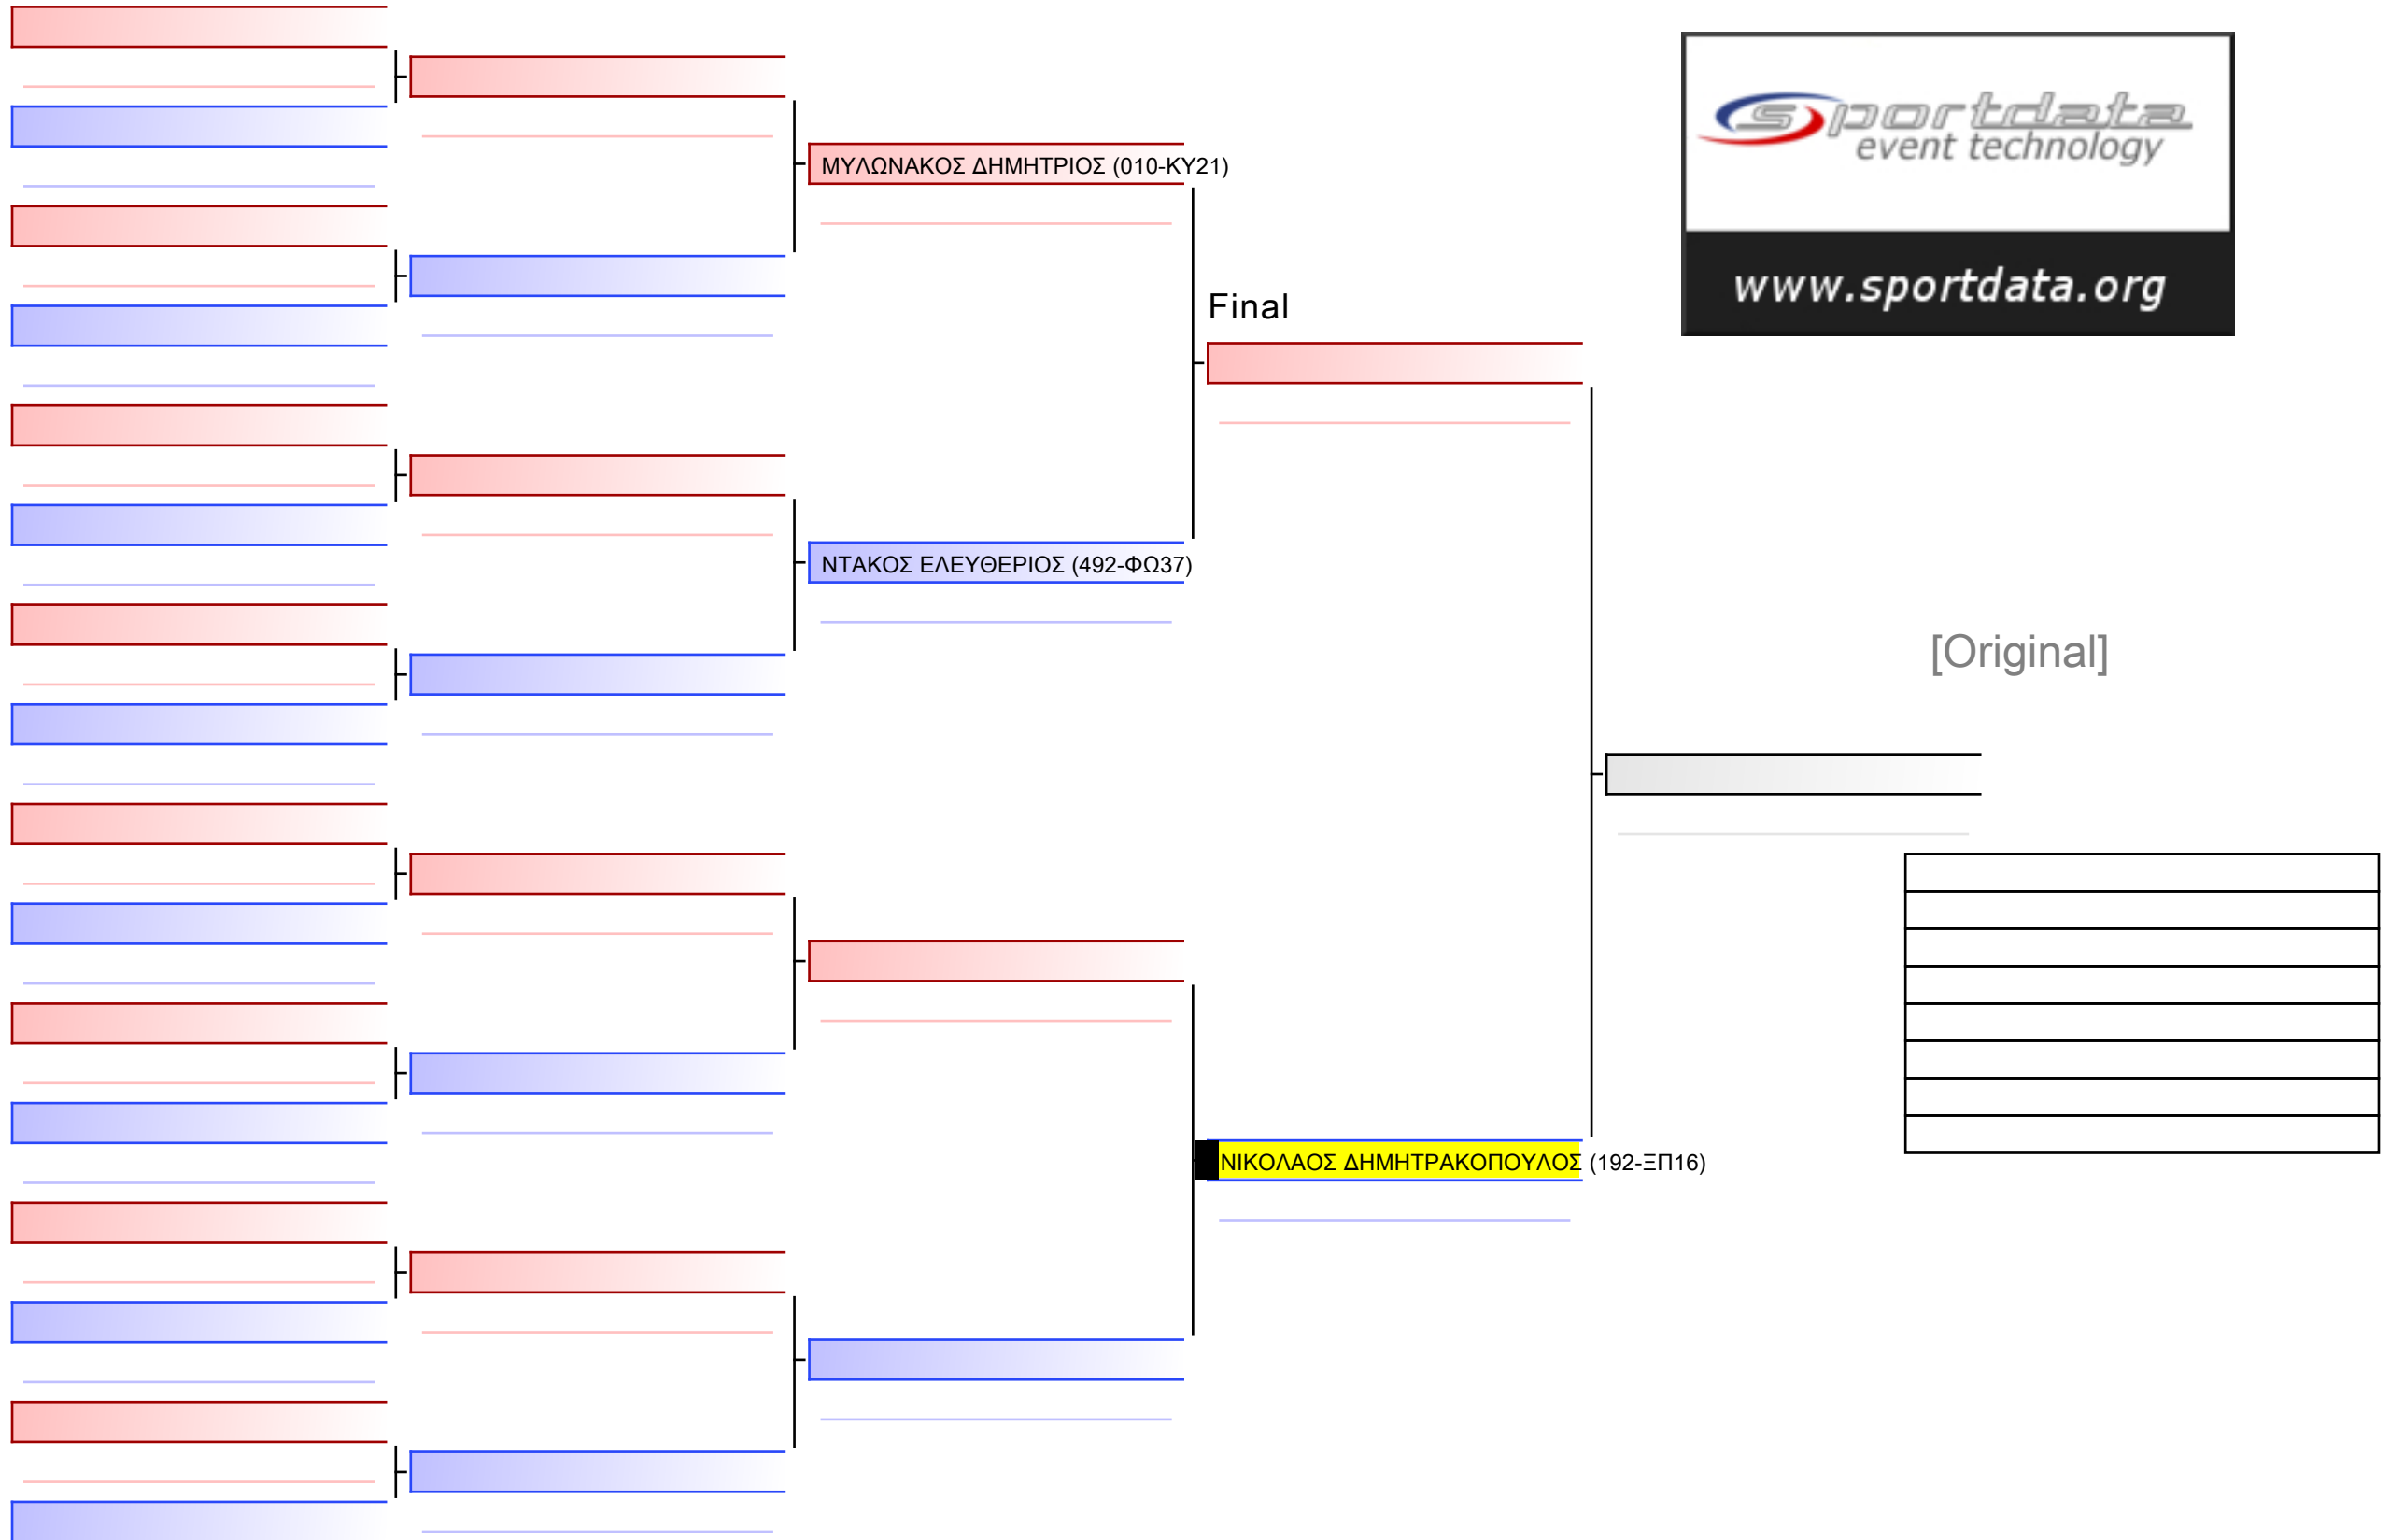 sportdata
event technology
www.sportdata.org
ΜΥΛΩΝΑΚΟΣ ΔΗΜΗΤΡΙΟΣ (010-ΚΥ21)
Final
ΝΤΑΚΟΣ ΕΛΕΥΘΕΡΙΟΣ (492-ΦΩ37)
[Original]
ΝΙΚΟΛΑΟΣ ΔΗΜΗΤΡΑΚΟΠΟΥΛΟΣ (192-ΞΠ16)